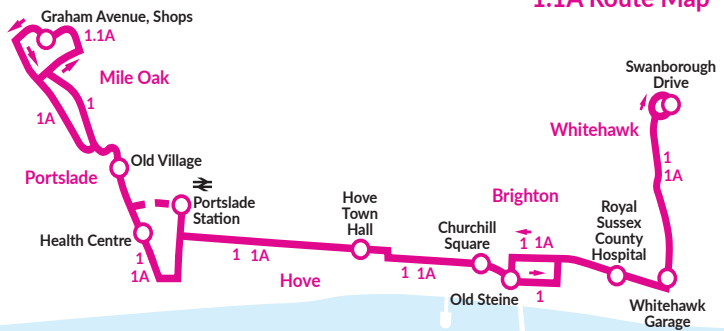 1.1A Route Map
Graham Avenue, Shops
1.1A
Mile Oak
1
1A
Swanborough
Drive
Whitehawk
1
1A
Old Village
Portslade
Portslade
Station
Health Centre
1
1A
1 1A
Hove
Hove
Town
Hall
1 1A
Churchill
Square
Brighton
1 1A
Old Steine
1
Royal
Sussex
County
Hospital
Whitehawk
Garage